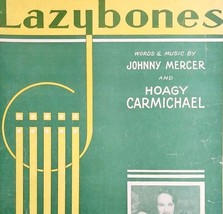 Lazybones
WORDS & MUSIC BY
JOHNNY MERCER
AND
HOAGY
CARMICHAEL